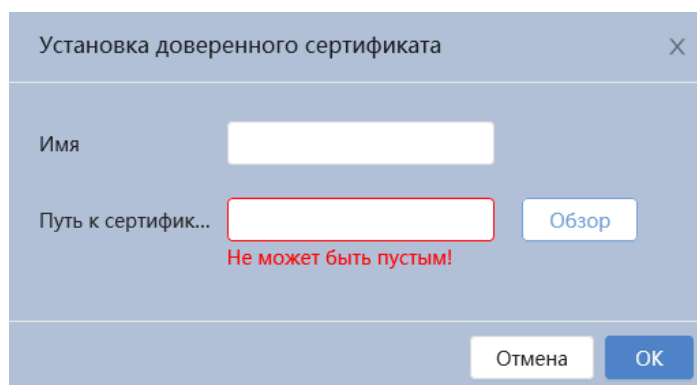 Установка доверенного сертификата
Имя
Путь к сертифик... Обзор
Не может быть пустым!
Отмена OK